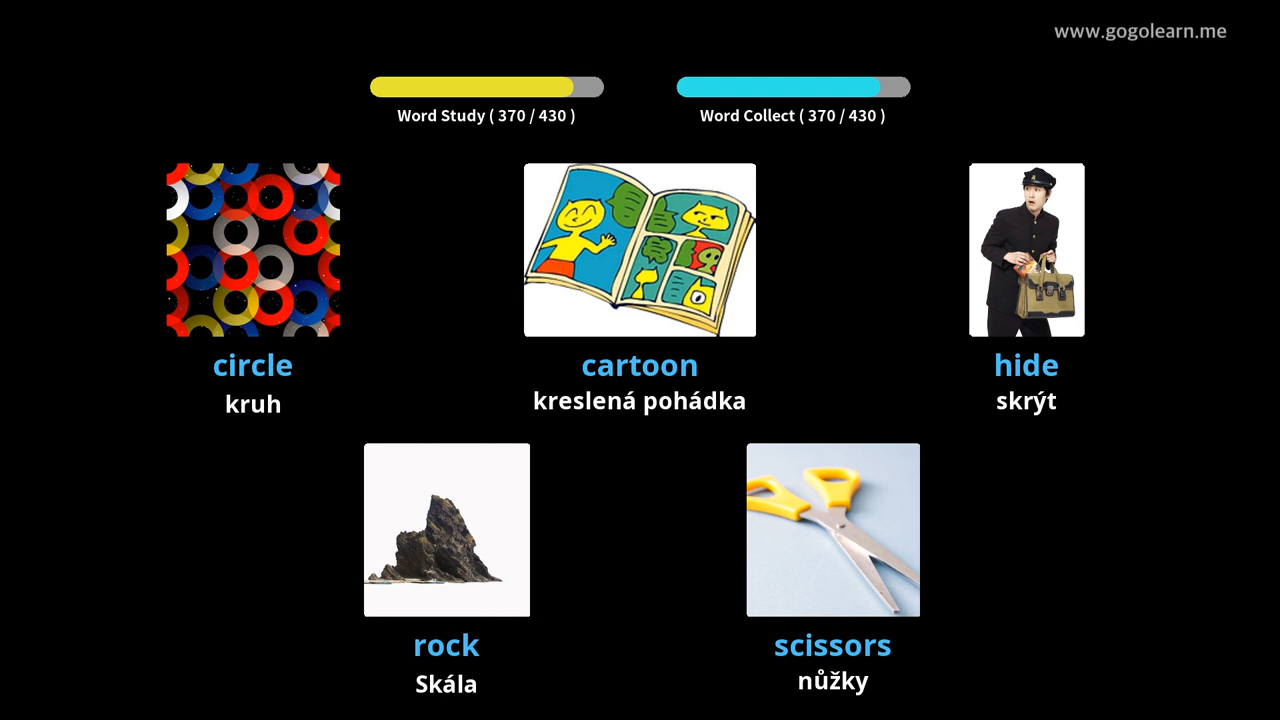 www.gogolearn.me
Word Study ( 370 / 430 )
Word Collect ( 370 / 430 )
circle
cartoon
hide
kruh
kreslená pohádka
skrýt
rock
scissors
Skála
nůžky